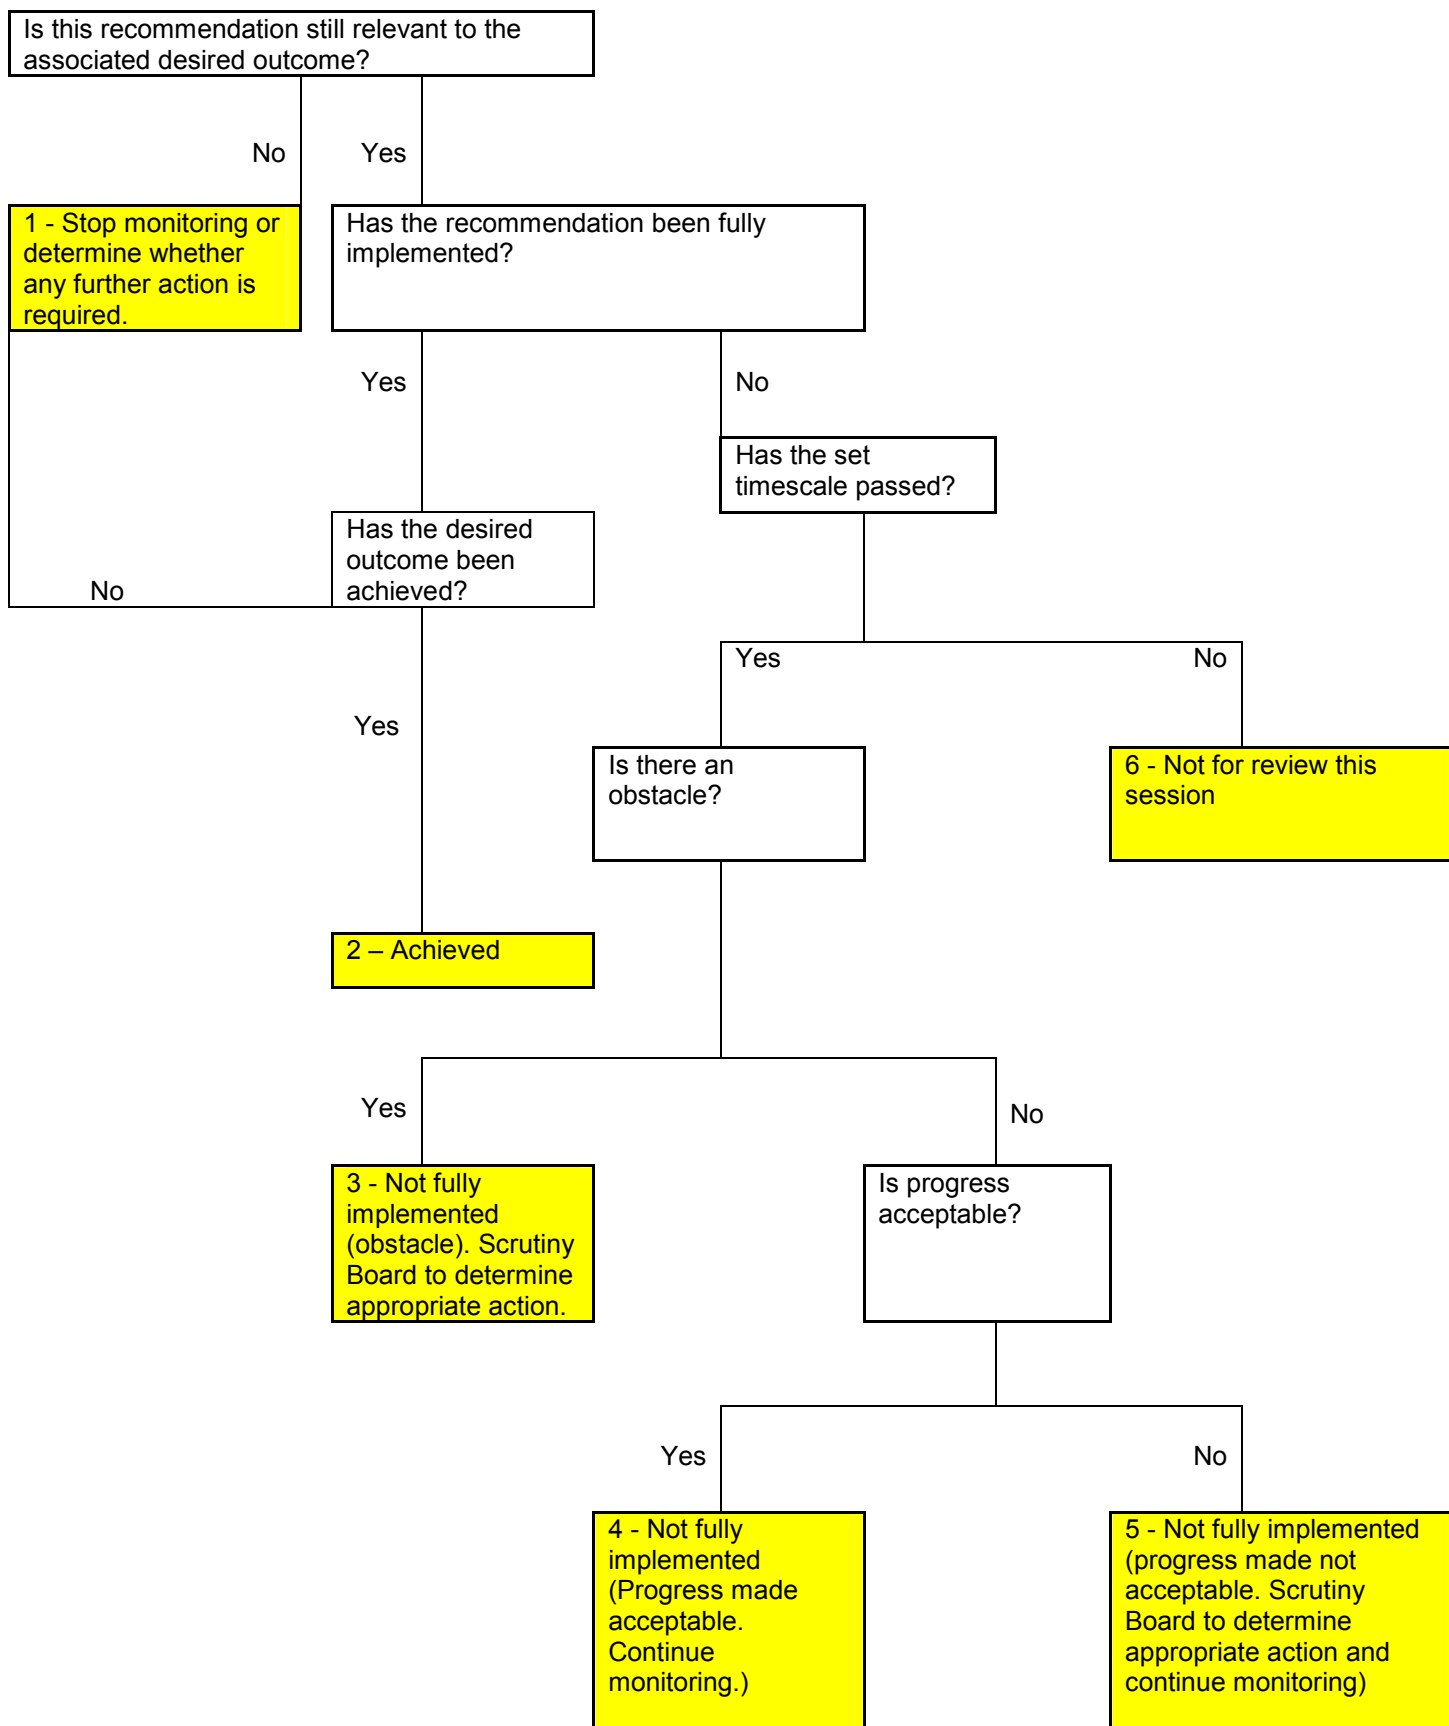 Is this recommendation still relevant to the
associated desired outcome?
No
Yes
1 - Stop monitoring or
determine whether
any further action is
required.
Has the recommendation been fully
implemented?
Yes
No
Has the set
timescale passed?
Has the desired
outcome been
achieved?
No
Yes
No
Yes
Is there an
obstacle?
6 - Not for review this
session
2 – Achieved
Yes
No
3 - Not fully
implemented
(obstacle). Scrutiny
Board to determine
appropriate action.
Is progress
acceptable?
Yes
No
4 - Not fully
implemented
(Progress made
acceptable.
Continue
monitoring.)
5 - Not fully implemented
(progress made not
acceptable. Scrutiny
Board to determine
appropriate action and
continue monitoring)